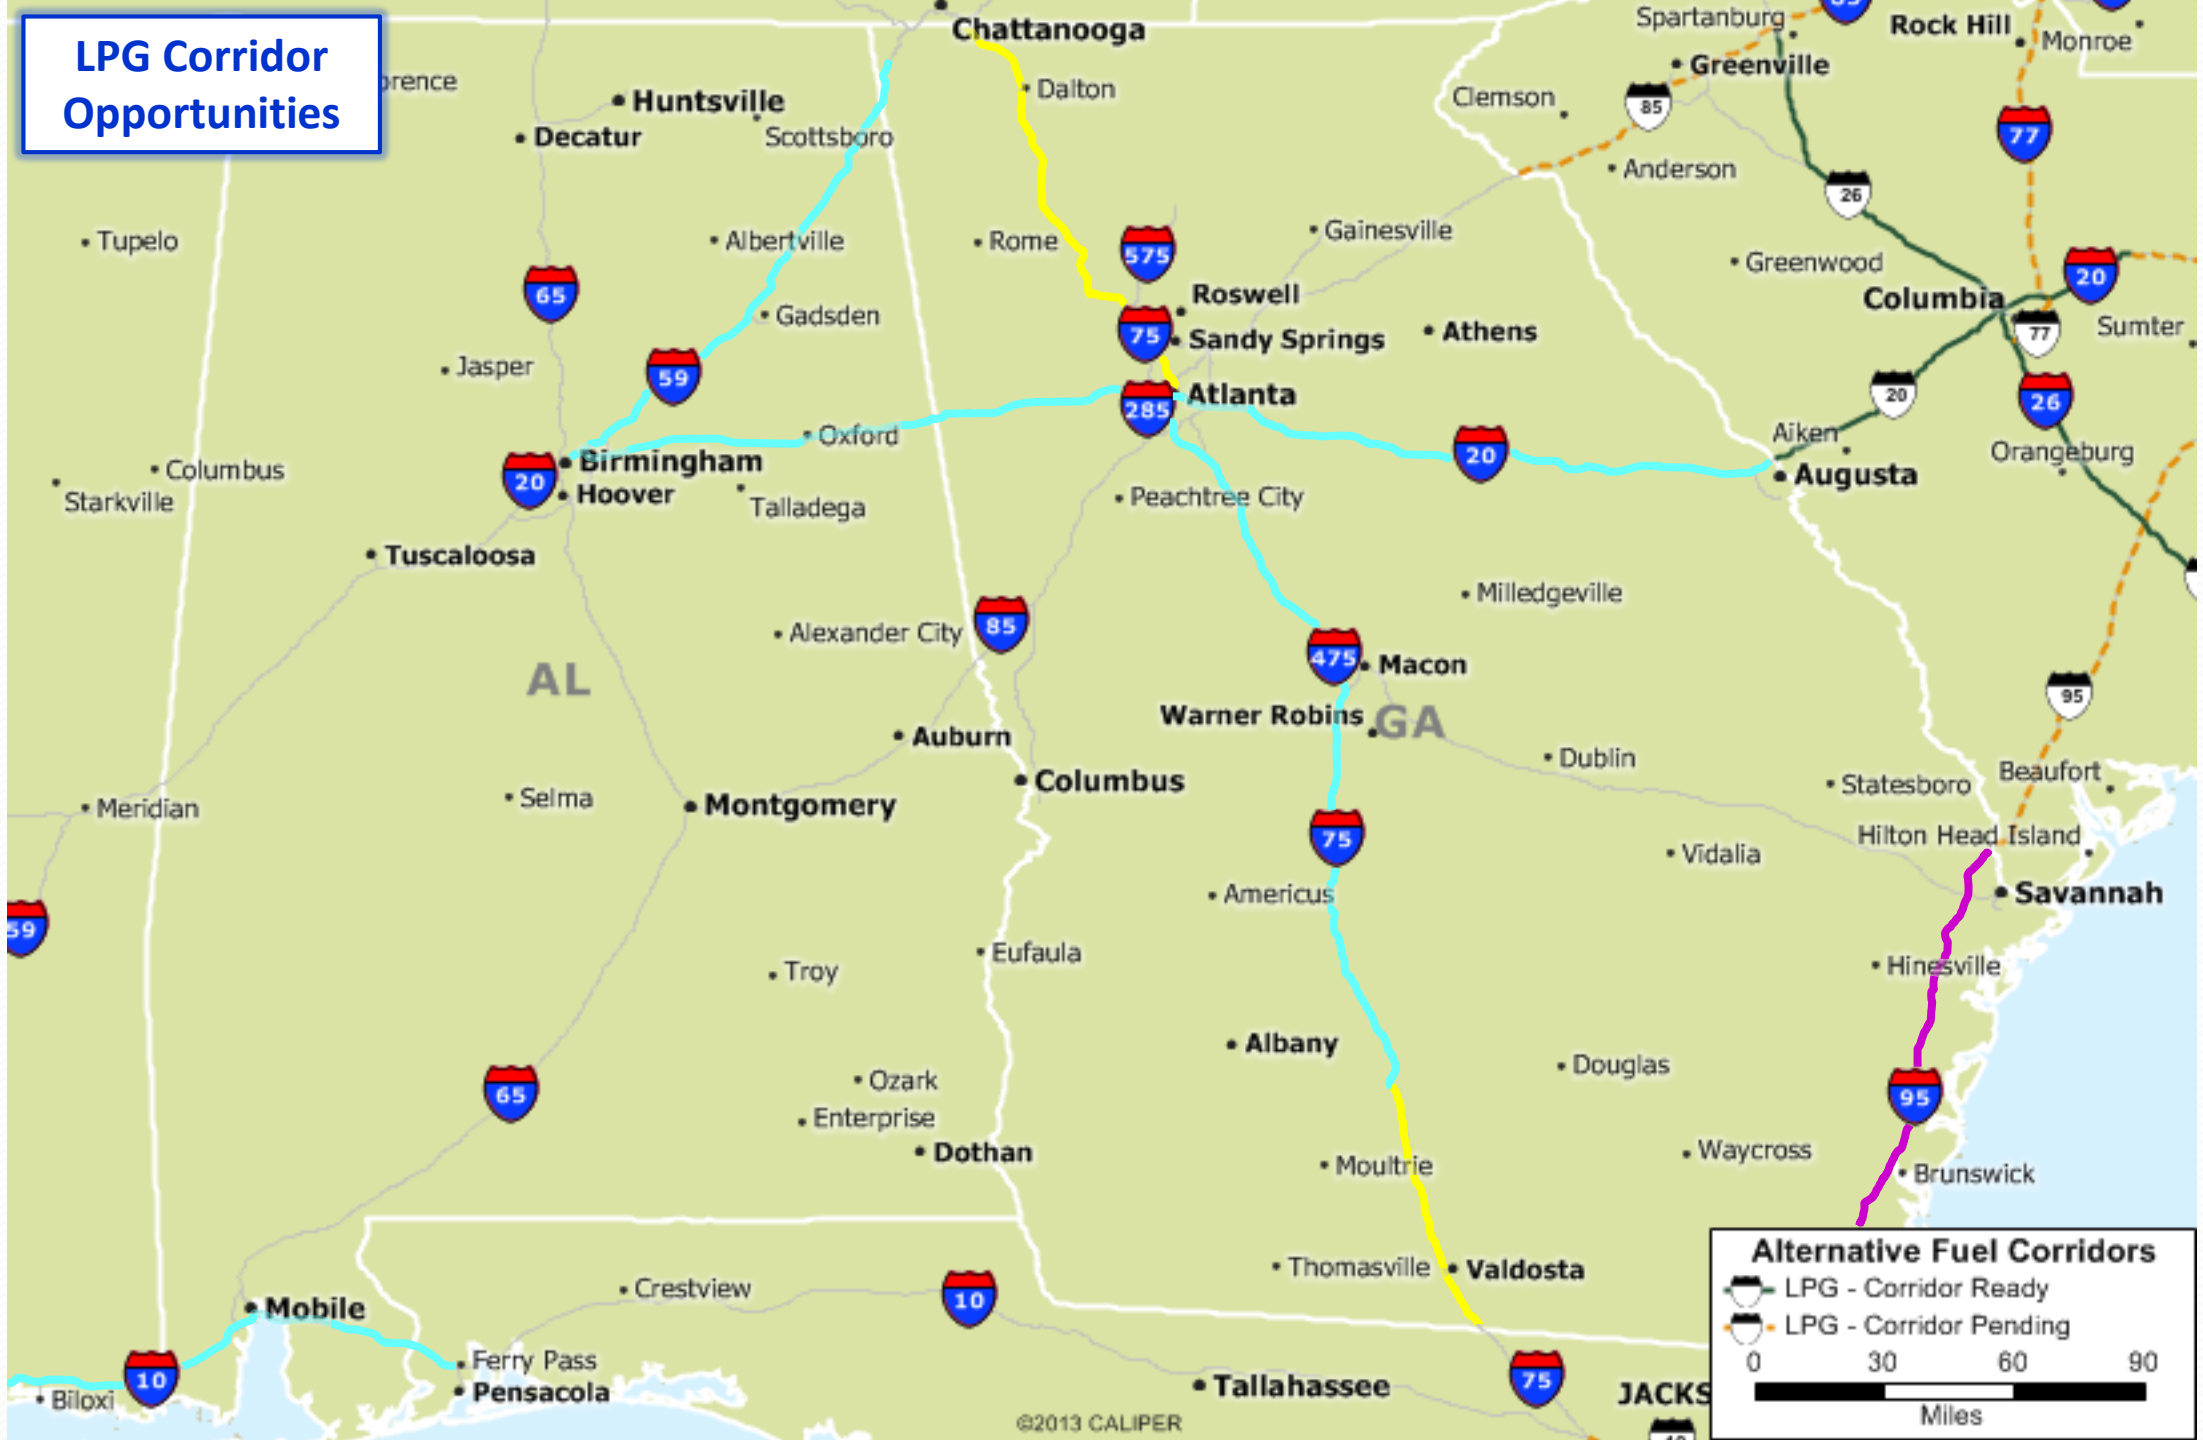 LPG Corridor
Opportunities
Chattanooga
Spartanburg
Rock Hill
Monroe
Greenville
Dalton
Huntsville
Clemson
85
77
Decatur
Scottsboro
Anderson
26
Tupelo
Albertville
Rome
575
Gainesville
Greenwood
20
65
Roswell
Columbia
Gadsden
75
Sandy Springs
Athens
77
Sumter
Jasper
59
285
Atlanta
20
26
Oxford
Aiken
20
Orangeburg
Columbus
20
Birmingham
Augusta
Starkville
Hoover
Talladega
Peachtree City
Tuscaloosa
Milledgeville
Alexander City
85
475
Macon
AL
95
Warner Robins
GA
Auburn
Dublin
Beaufort
Columbus
Statesboro
Selma
Montgomery
Meridian
75
Hilton Head Island
Vidalia
Americus
Savannah
59
Eufaula
Troy
Hinesville
Albany
Douglas
Ozark
65
95
Enterprise
Dothan
Moultrie
Waycross
Brunswick
Thomasville
Valdosta
Crestview
10
Mobile
Ferry Pass
10
Biloxi
Pensacola
Tallahassee
75
JACKS
©2013 CALIPER
Alternative Fuel Corridors
LPG - Corridor Ready
LPG - Corridor Pending
0 30 60 90
Miles